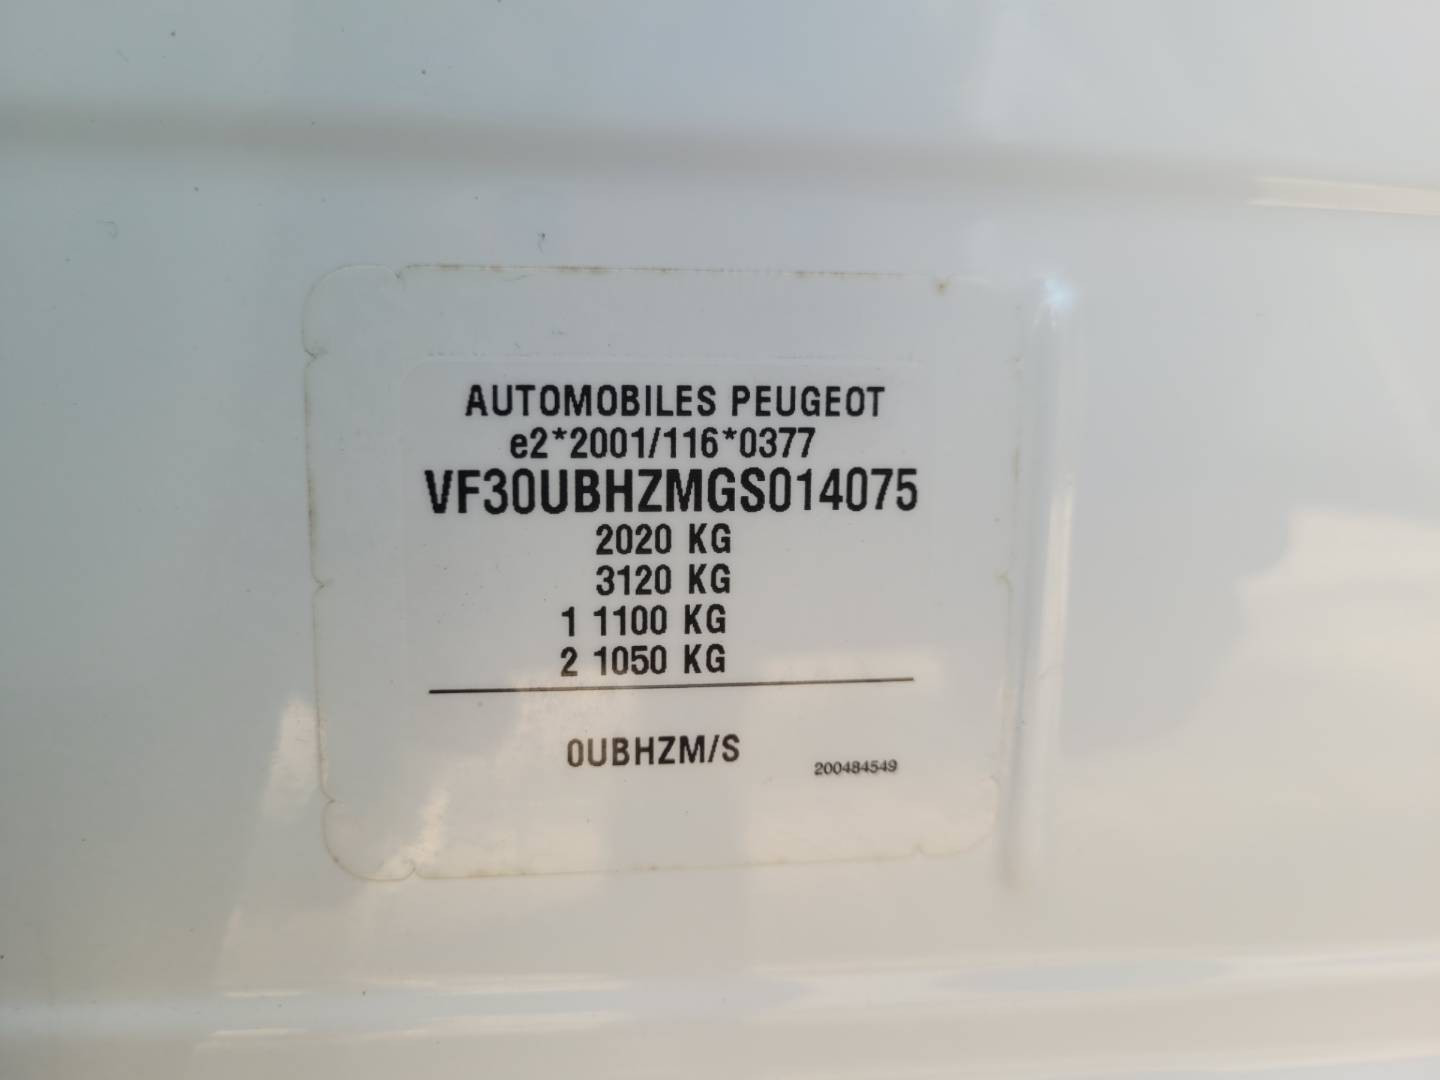 AUTOMOBILES PEUGEOT
e2*2001/116*0377
VF30UBHZMGS014075
2020 KG
3120 KG
1 1100 KG
2 1050 KG
0UBHZM/S
200484549